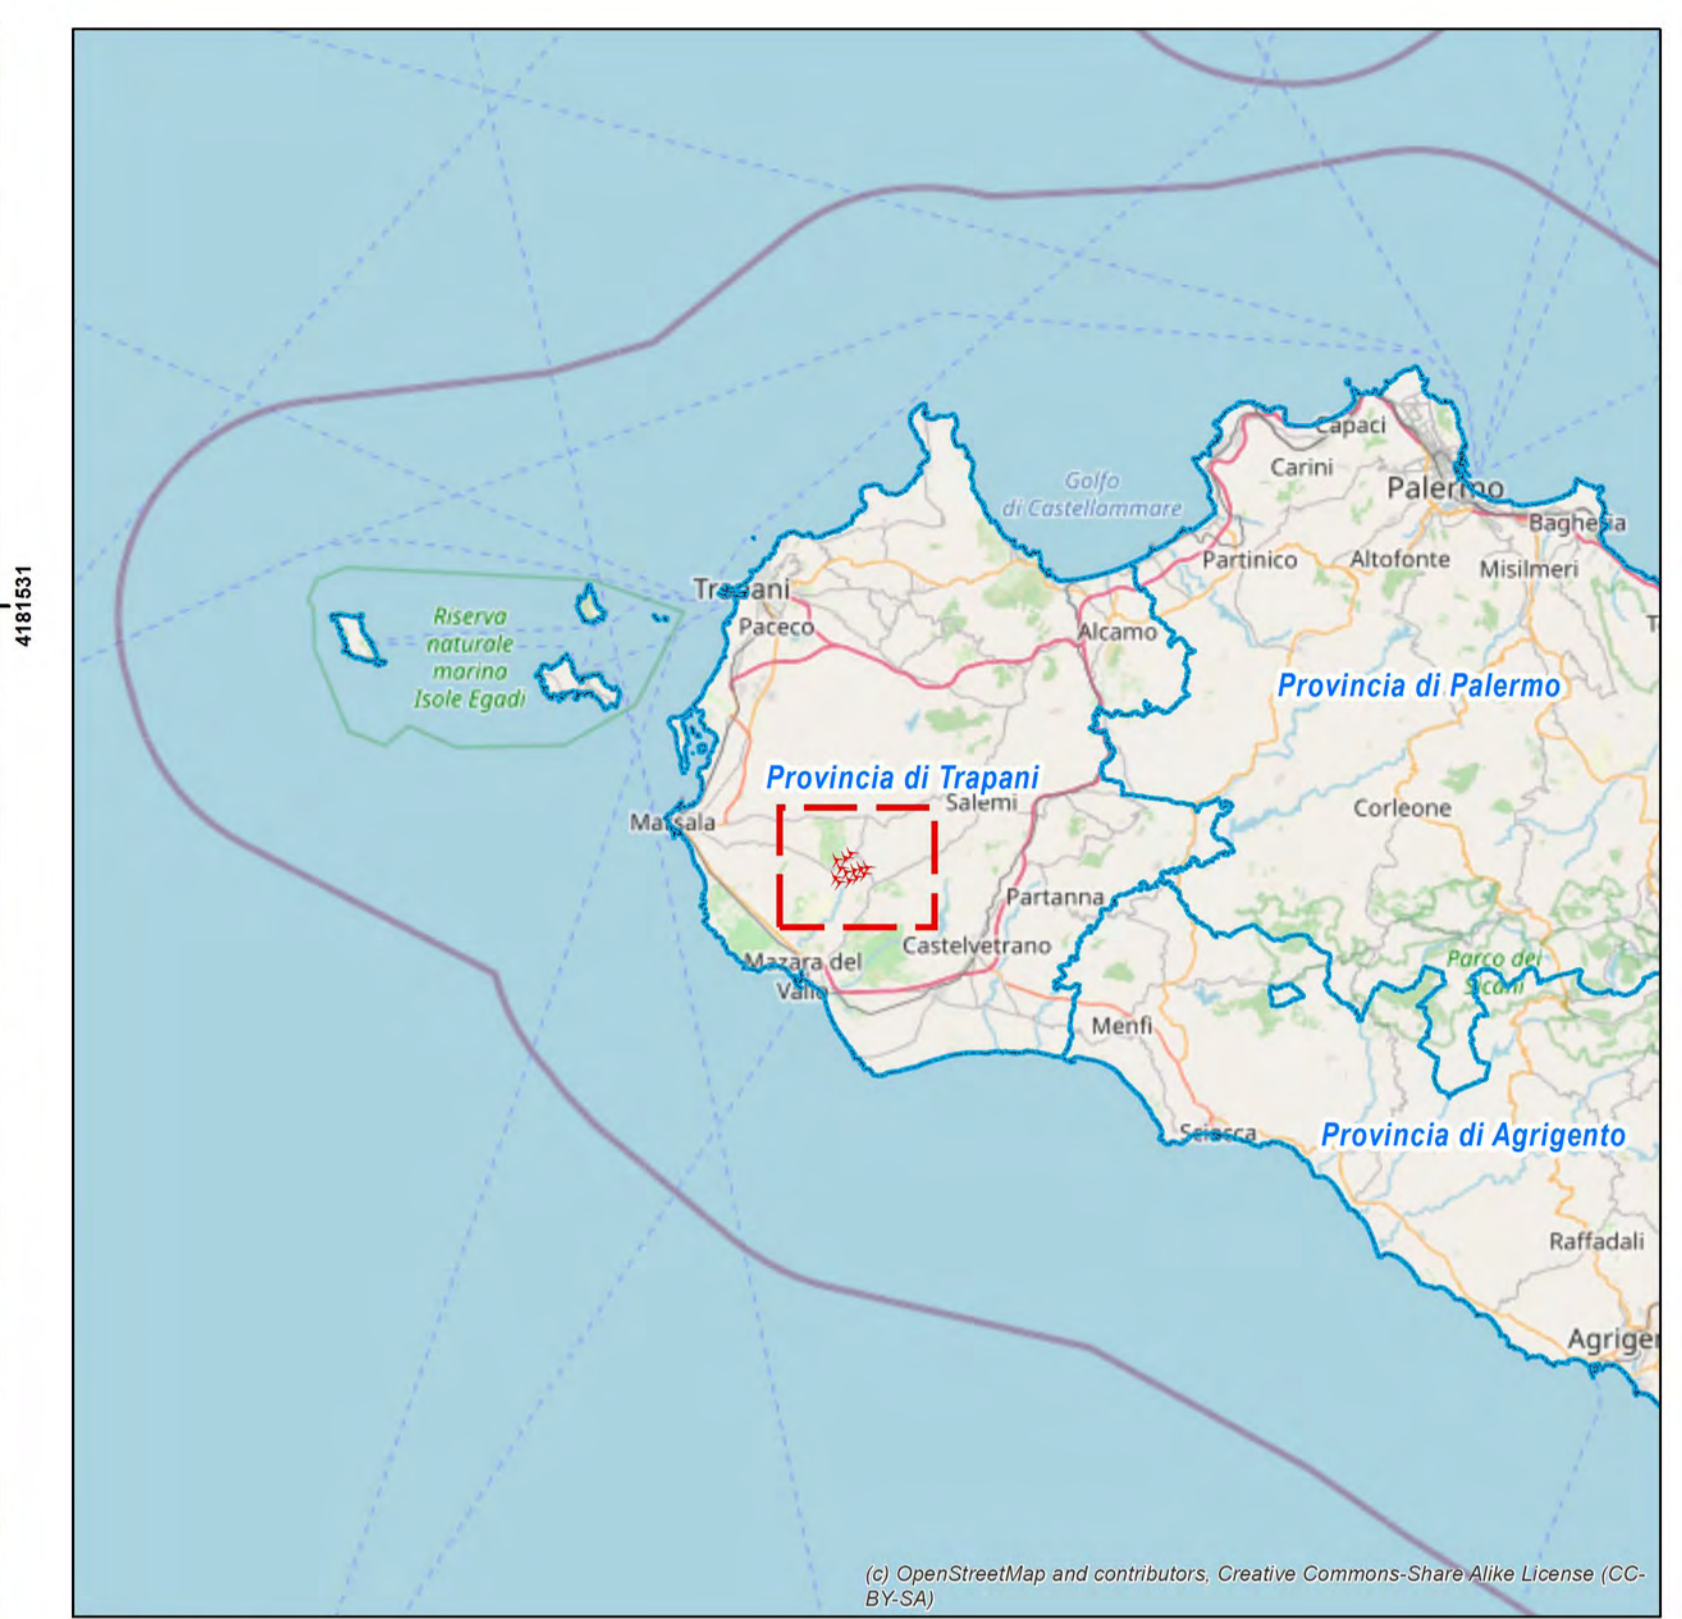 4181531
Capaci
Carini
Golfo
di Castellammare
Palermo
Bagheria
Partinico
Altofonte
Misilmeri
Trapani
Paceco
Alcamo
Riserva
naturale
marina
Isole Egadi
Provincia di Palermo
Provincia di Trapani
Salemi
Corleone
Marsala
Partanna
Castelvetrano
Mazara del
Vallo
Parco dei
Sicani
Menfi
Sciacca
Provincia di Agrigento
Raffadali
Agriger
(c) OpenStreetMap and contributors, Creative Commons-Share Alike License (CC-
BY-SA)